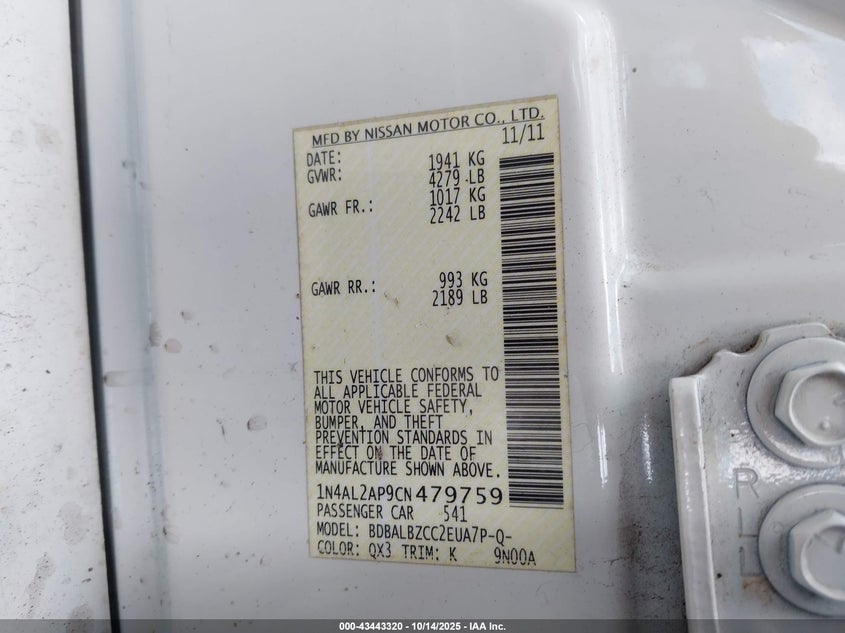 MFD BY NISSAN MOTOR CO., LTD.
DATE: 11/11
GVWR: 1941 KG
4279 LB
GAWR FR.: 1017 KG
2242 LB
GAWR RR.: 993 KG
2189 LB
THIS VEHICLE CONFORMS TO
ALL APPLICABLE FEDERAL
MOTOR VEHICLE SAFETY,
BUMPER, AND THEFT
PREVENTION STANDARDS IN
EFFECT ON THE DATE OF
MANUFACTURE SHOWN ABOVE.
1N4AL2AP9CN479759
PASSENGER CAR 541
MODEL: BDBALBZCC2EUA7P-Q-
COLOR: QX3 TRIM: K 9N00A
000-43443320 - 10/14/2025 - IAA Inc.